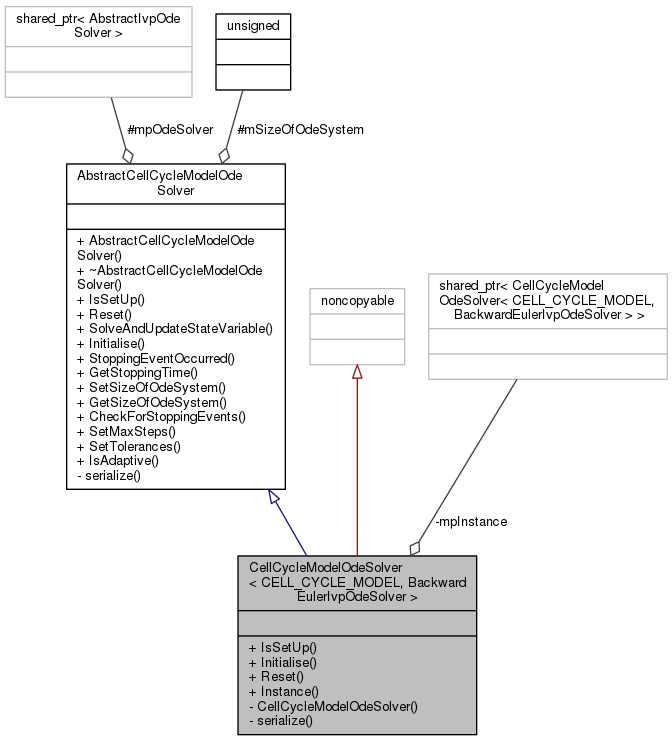 shared_ptr< AbstractIvpOde
Solver >
unsigned
#mpOdeSolver
#mSizeOfOdeSystem
AbstractCellCycleModelOde
Solver
+ AbstractCellCycleModelOde
Solver()
+ ~AbstractCellCycleModelOde
Solver()
+ IsSetUp()
+ Reset()
+ SolveAndUpdateStateVariable()
+ Initialise()
+ StoppingEventOccurred()
+ GetStoppingTime()
+ SetSizeOfOdeSystem()
+ GetSizeOfOdeSystem()
+ CheckForStoppingEvents()
+ SetMaxSteps()
+ SetTolerances()
+ IsAdaptive()
- serialize()
noncopyable
shared_ptr< CellCycleModel
OdeSolver< CELL_CYCLE_MODEL,
BackwardEulerIvpOdeSolver > >
-mpInstance
CellCycleModelOdeSolver
< CELL_CYCLE_MODEL, Backward
EulerIvpOdeSolver >
+ IsSetUp()
+ Initialise()
+ Reset()
+ Instance()
- CellCycleModelOdeSolver()
- serialize()